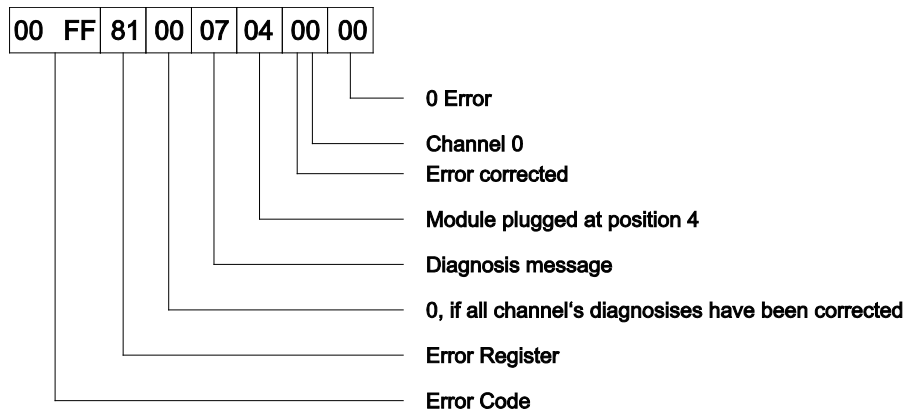 00 FF 81 00 07 04 00 00
0 Error
Channel 0
Error corrected
Module plugged at position 4
Diagnosis message
0, if all channel's diagnosises have been corrected
Error Register
Error Code